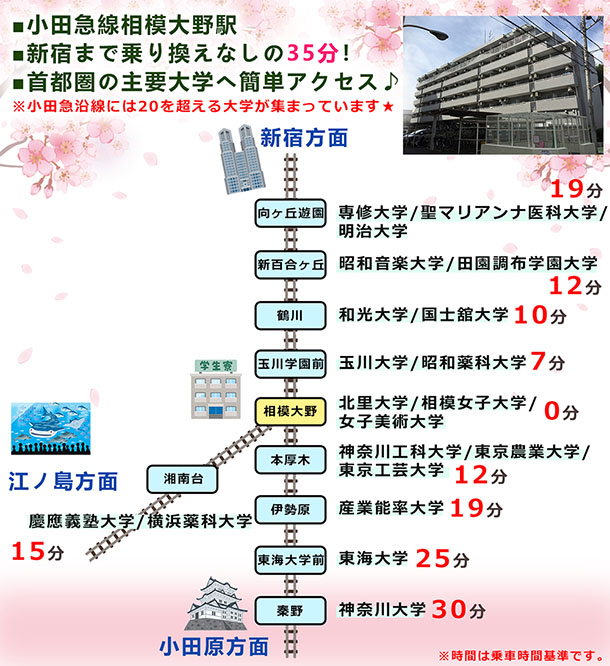 ■小田急線相模大野駅
■新宿まで乗り換えなしの35分!
■首都圏の主要大学へ簡単アクセス♪
※小田急沿線には20を超える大学が集まっています★
新宿方面
19分
向ヶ丘遊園
専修大学/聖マリアンナ医科大学/
明治大学
新百合ヶ丘
昭和音楽大学/田園調布学園大学
12分
鶴川
和光大学/国士舘大学 10分
玉川学園前
玉川大学/昭和薬科大学 7分
学生寮
相模大野
北里大学/相模女子大学/
女子美術大学
0分
本厚木
神奈川工科大学/東京農業大学/
東京工芸大学 12分
江ノ島方面
湘南台
慶應義塾大学/横浜薬科大学
15分
伊勢原
産業能率大学 19分
東海大学前
東海大学 25分
秦野
神奈川大学 30分
小田原方面
※時間は乗車時間基準です。